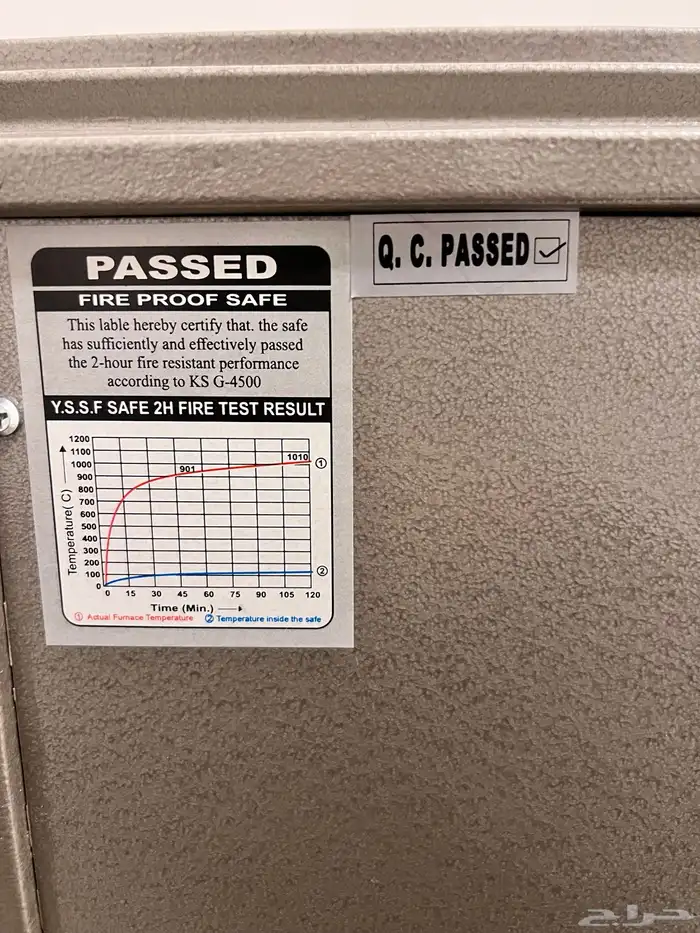 PASSED
Q. C. PASSED
FIRE PROOF SAFE
This lable hereby certify that. the safe
has sufficiently and effectively passed
the 2-hour fire resistant performance
according to KS G-4500
Y.S.S.F SAFE 2H FIRE TEST RESULT
1200
1100
1000
900
800
700
600
500
400
300
200
100
0
Temperature( C)
901
1010
①
②
0 15 30 45 60 75 90 105 120
Time (Min.)
① Actual Furnace Temperature ② Temperature inside the safe
حراج